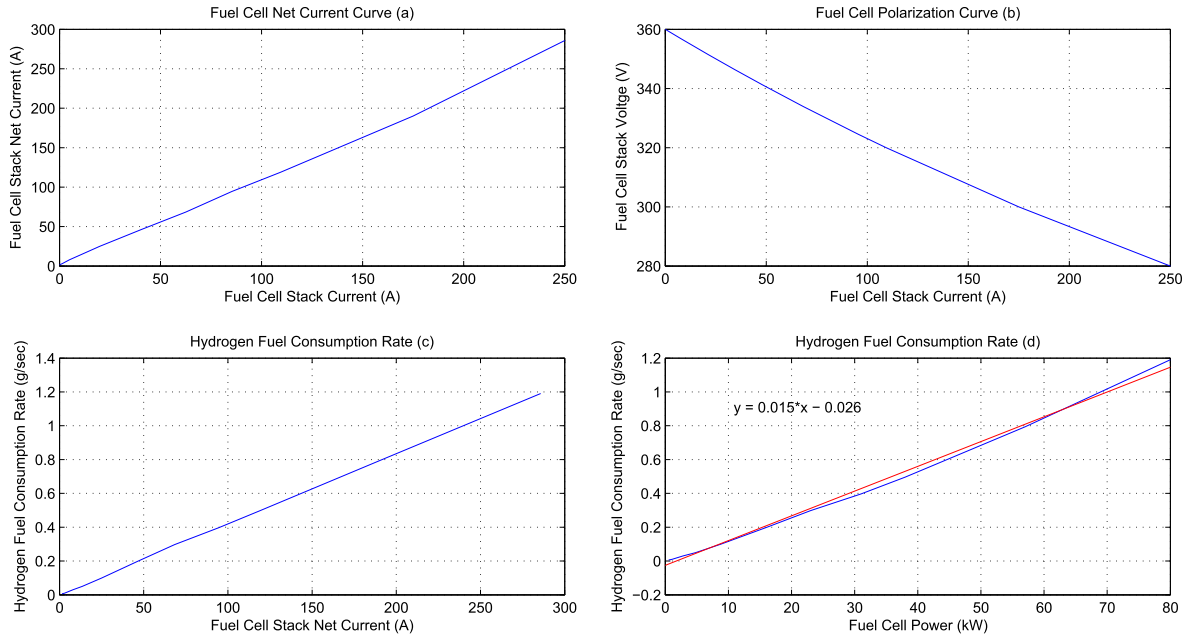 Fuel Cell Net Current Curve (a)
Fuel Cell Stack Net Current (A)
300
250
200
150
100
50
0
0 50 100 150 200 250
Fuel Cell Stack Current (A)
Fuel Cell Polarization Curve (b)
Fuel Cell Stack Voltge (V)
360
340
320
300
280
0 50 100 150 200 250
Fuel Cell Stack Current (A)
Hydrogen Fuel Consumption Rate (c)
Hydrogen Fuel Consumption Rate (g/sec)
1.4
1.2
1
0.8
0.6
0.4
0.2
0
0 50 100 150 200 250 300
Fuel Cell Stack Net Current (A)
Hydrogen Fuel Consumption Rate (d)
Hydrogen Fuel Consumption Rate (g/sec)
1.2
1
0.8
0.6
0.4
0.2
0
−0.2
y = 0.015*x − 0.026
0 10 20 30 40 50 60 70 80
Fuel Cell Power (kW)